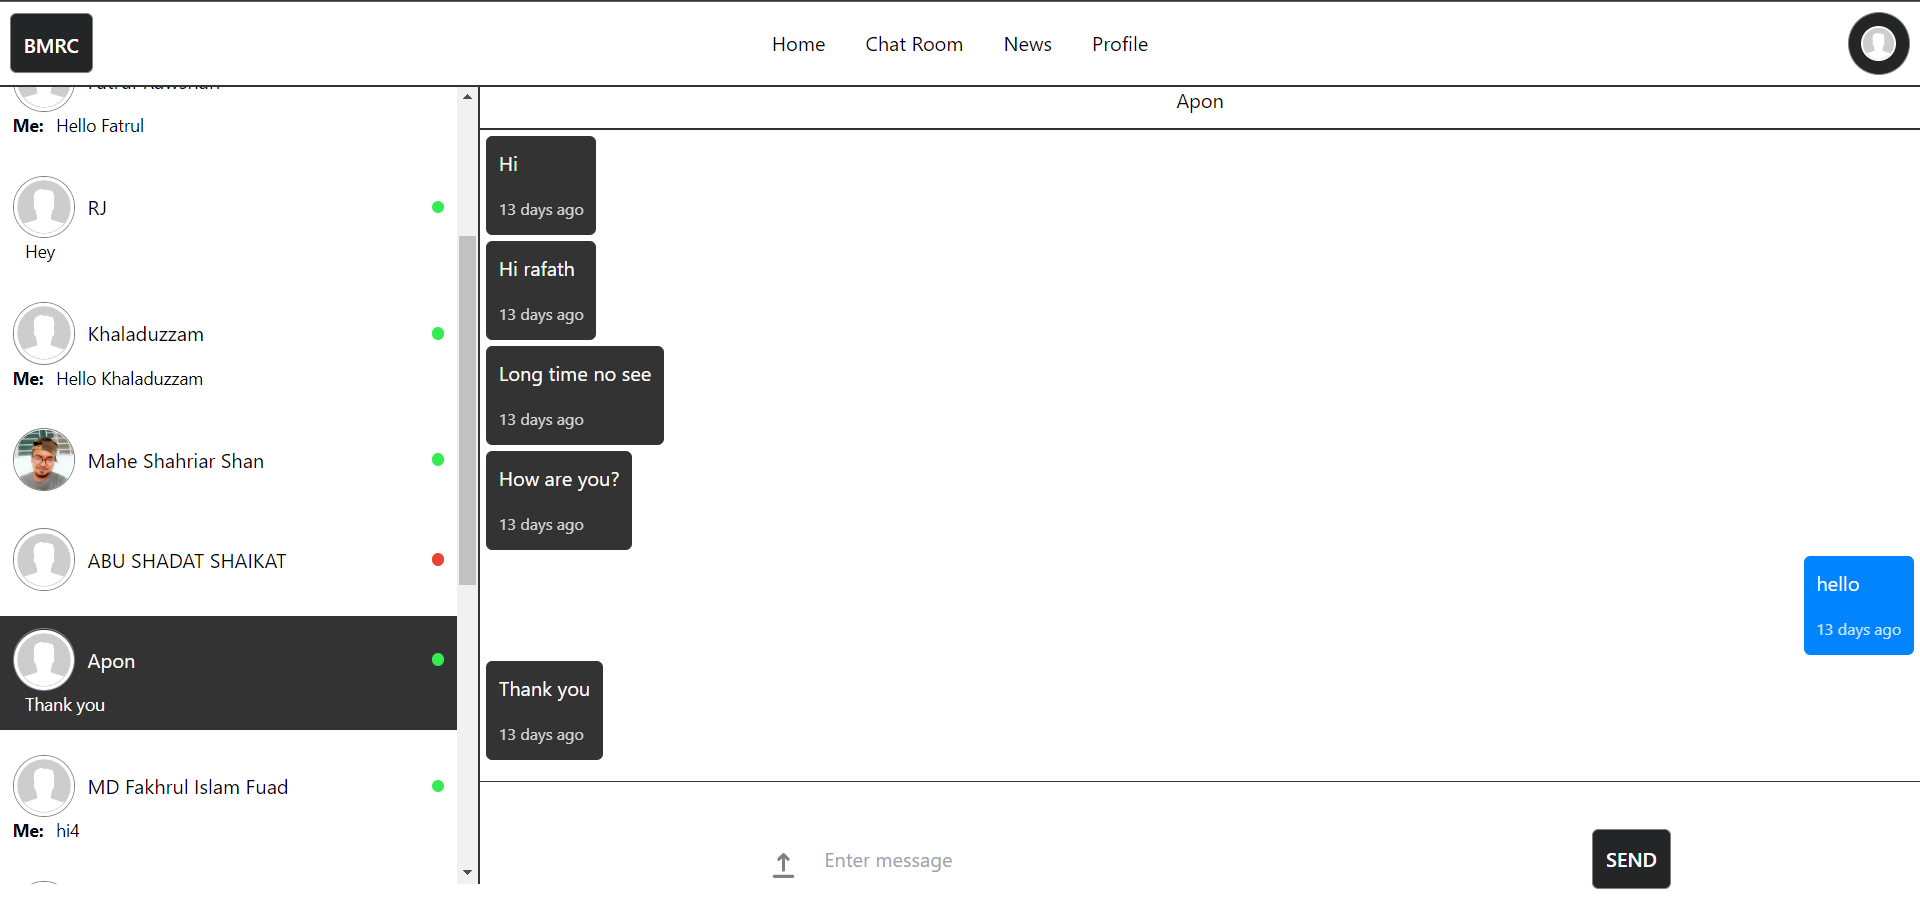 BMRC
Home
Chat Room
News
Profile
Me: Hello Fatrul
RJ
Hey
Khaladuzzam
Me: Hello Khaladuzzam
Mahe Shahriar Shan
ABU SHADAT SHAIKAT
Apon
Thank you
MD Fakhrul Islam Fuad
Me: hi4
Apon
Hi
13 days ago
Hi rafath
13 days ago
Long time no see
13 days ago
How are you?
13 days ago
hello
13 days ago
Thank you
13 days ago
Enter message
SEND